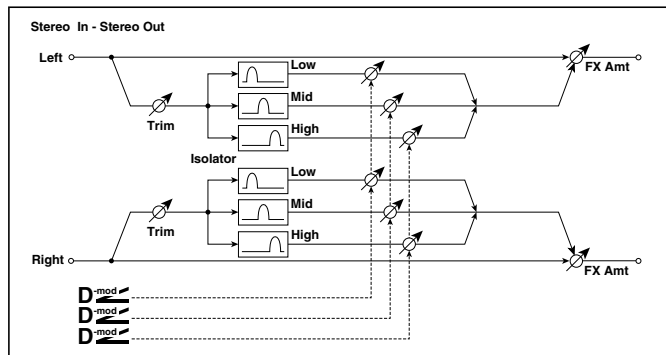 Stereo In - Stereo Out
Left
FX Amt
Low
Mid
Trim
High
Isolator
Low
Mid
Trim
High
Right
FX Amt
D-mod
D-mod
D-mod